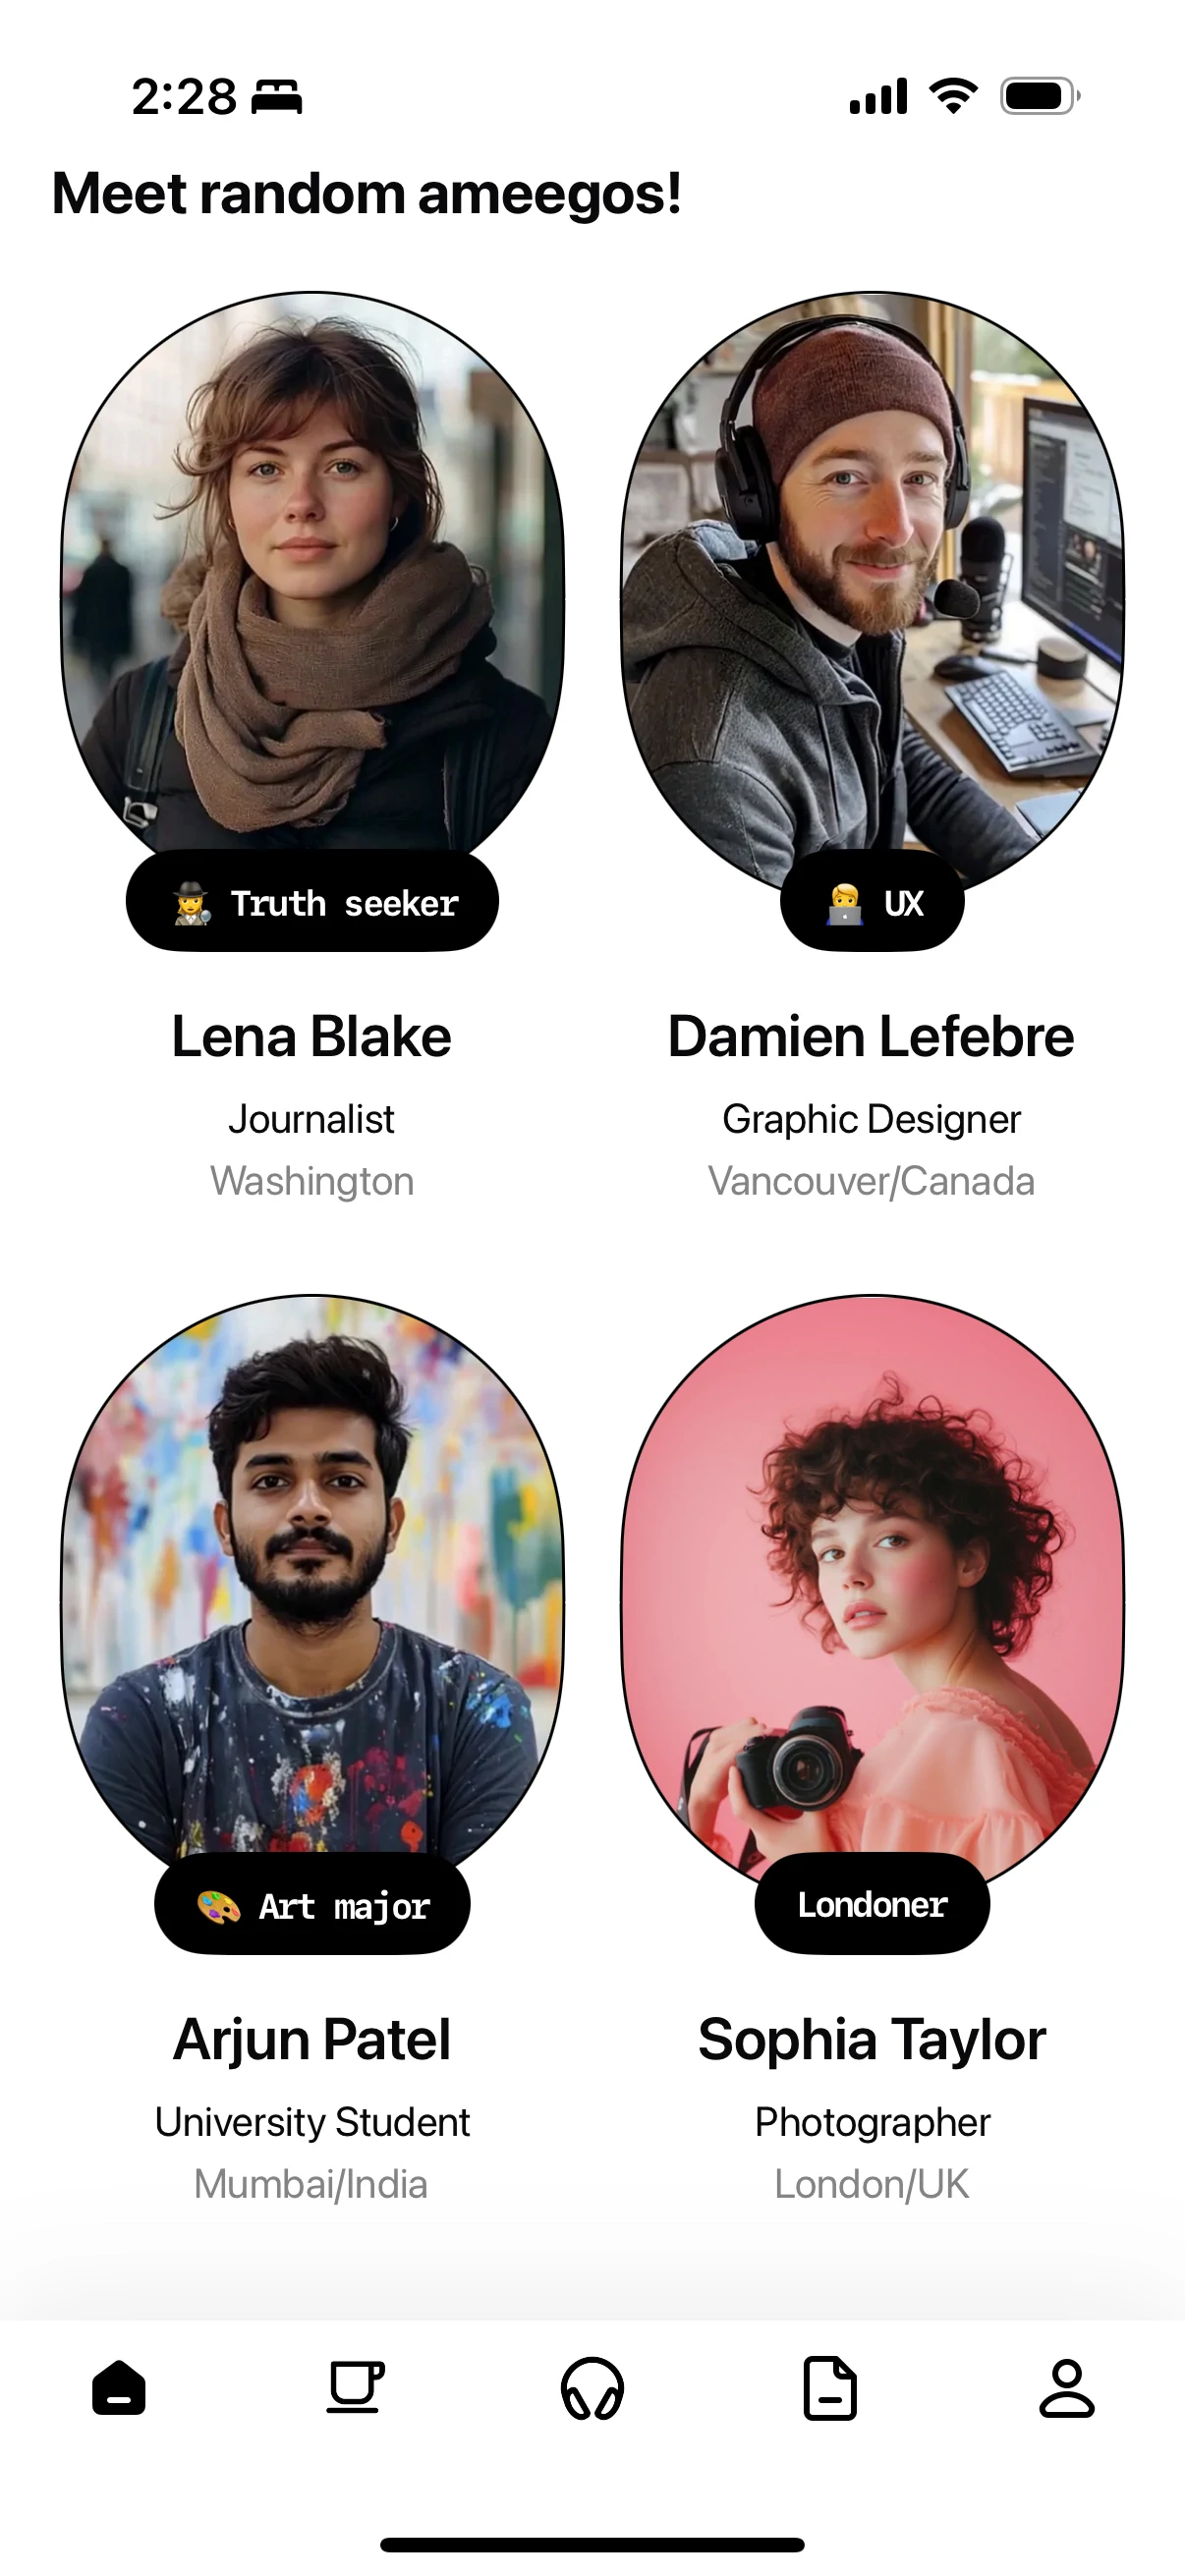 2:28
Meet random ameegos!
Truth seeker
UX
Lena Blake
Damien Lefebre
Journalist
Graphic Designer
Washington
Vancouver/Canada
Art major
Londoner
Arjun Patel
Sophia Taylor
University Student
Photographer
Mumbai/India
London/UK